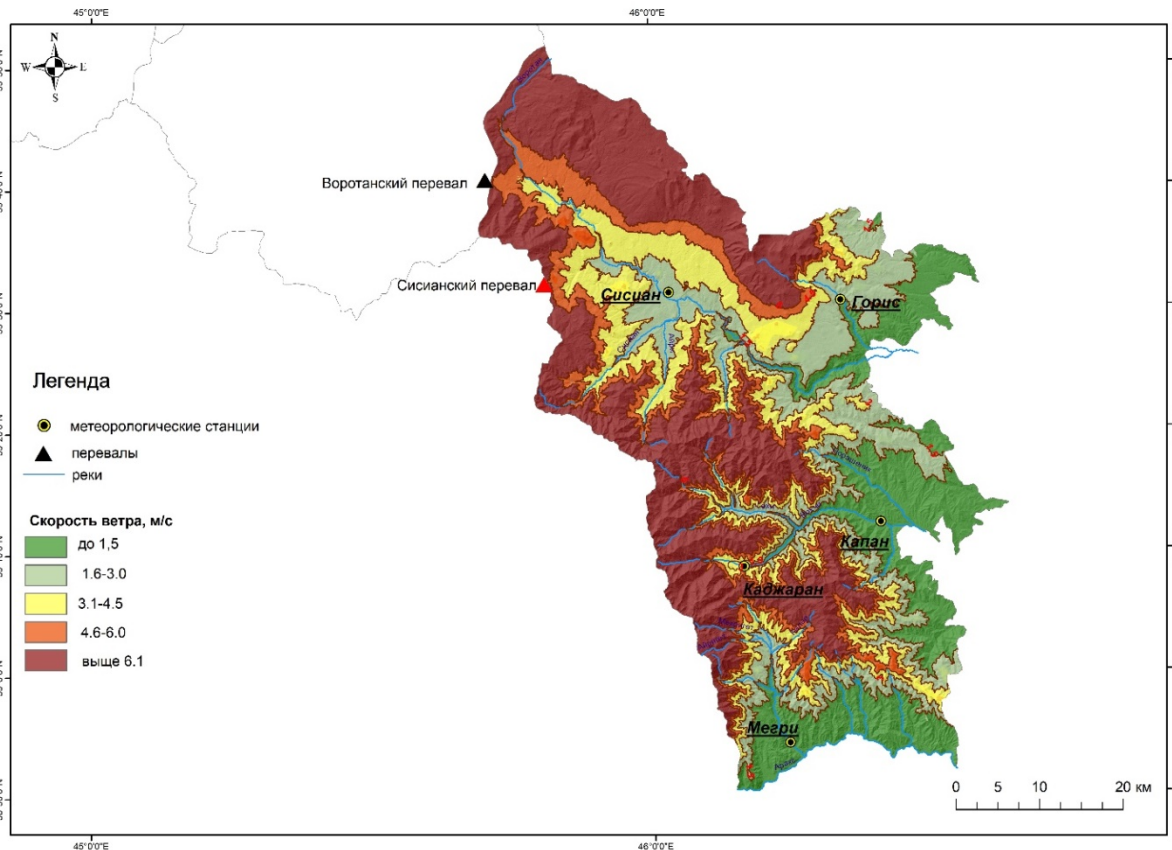 45°0'0"E
46°0'0"E
N
W
E
S
Воротанский перевал
Сисианский перевал
Сисиан
Горис
Легенда
метеорологические станции
перевалы
реки
Скорость ветра, м/с
до 1,5
1.6-3.0
3.1-4.5
4.6-6.0
выще 6.1
Капан
Каджаран
Мегри
0
5
10
20 км
45°0'0"E
46°0'0"E